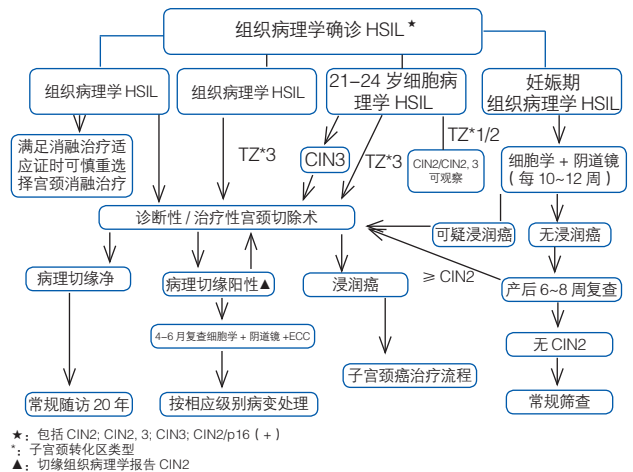 组织病理学确诊 HSIL★
组织病理学 HSIL
组织病理学 HSIL
21-24 岁细胞病
理学 HSIL
妊娠期
组织病理学 HSIL
满足消融治疗适
应证时可慎重选
择宫颈消融治疗
TZ*3
CIN3
TZ*3
TZ*1/2
CIN2/CIN2, 3
可观察
细胞学 + 阴道镜
（每 10~12 周）
诊断性 / 治疗性宫颈切除术
可疑浸润癌
无浸润癌
病理切缘净
病理切缘阳性▲
浸润癌
≥ CIN2
产后 6~8 周复查
4-6 月复查细胞学 + 阴道镜 +ECC
无 CIN2
子宫颈癌治疗流程
常规随访 20 年
按相应级别病变处理
常规筛查
★：包括 CIN2; CIN2, 3; CIN3; CIN2/p16（+）
*：子宫颈转化区类型
▲：切缘组织病理学报告 CIN2